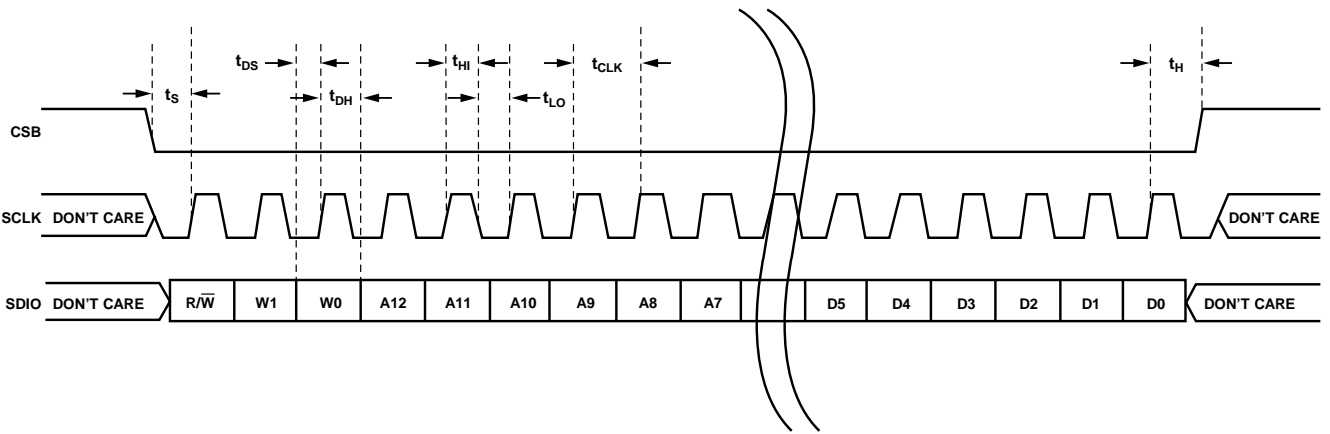 tDS
tHI
tCLK
tH
tS
tDH
tLO
CSB
SCLK DON'T CARE
DON'T CARE
SDIO DON'T CARE R/W̅ W1 W0 A12 A11 A10 A9 A8 A7 D5 D4 D3 D2 D1 D0 DON'T CARE